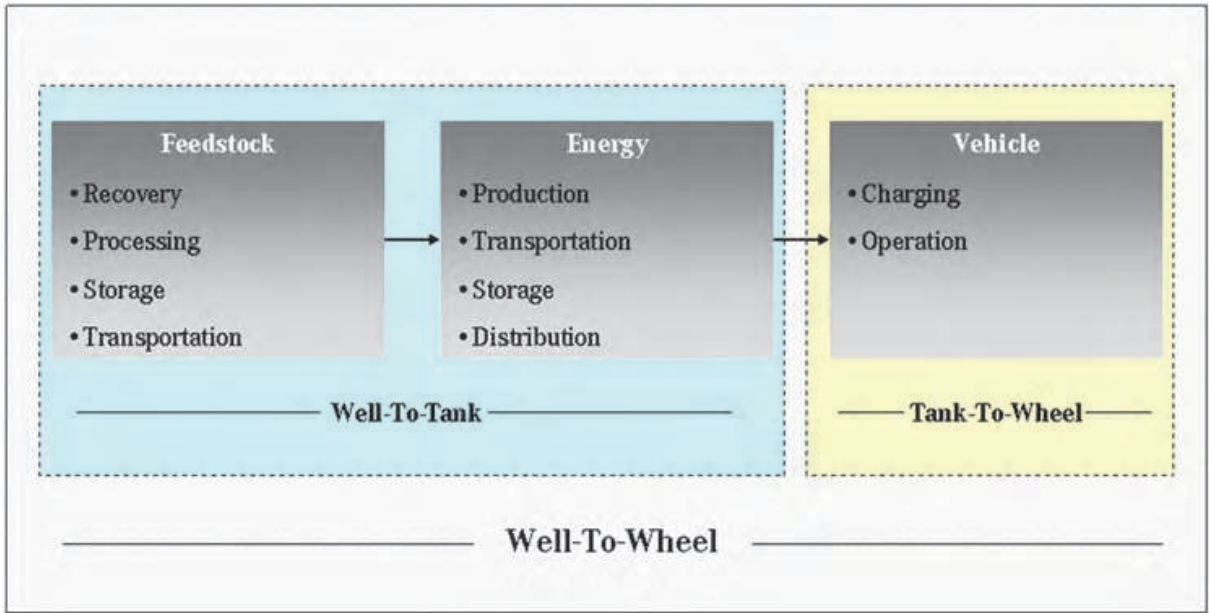 Feedstock
• Recovery
• Processing
• Storage
• Transportation
Energy
• Production
• Transportation
• Storage
• Distribution
Vehicle
• Charging
• Operation
Well-To-Tank
Tank-To-Wheel
Well-To-Wheel